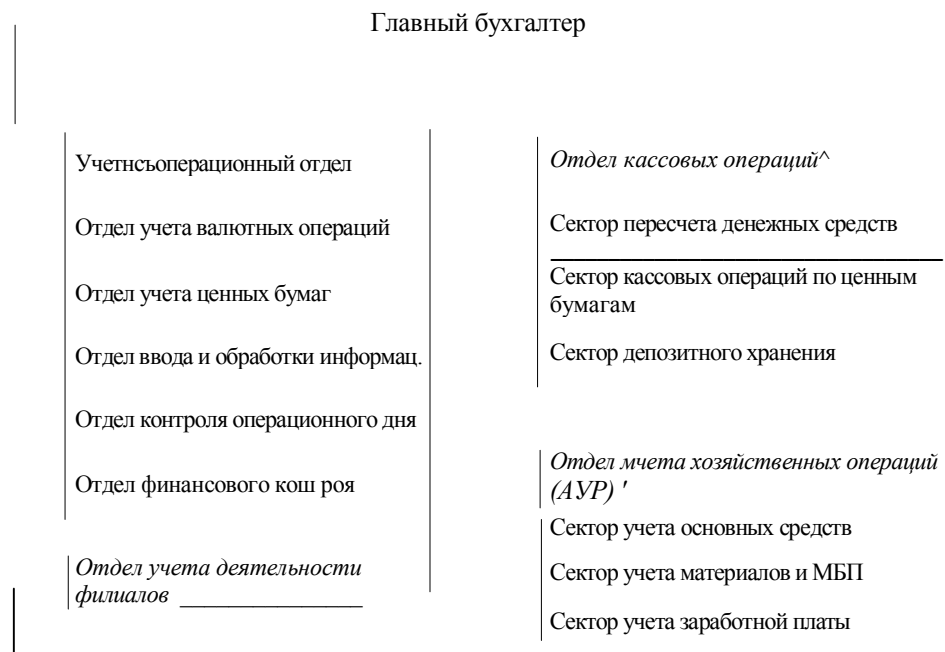 Главный бухгалтер
Учетнсъоперационный отдел
Отдел учета валютных операций
Отдел учета ценных бумаг
Отдел ввода и обработки информац.
Отдел контроля операционного дня
Отдел финансового кош роя
Отдел учета деятельности
филиалов _______________
Отдел кассовых операций^
Сектор пересчета денежных средств
Сектор кассовых операций по ценным
бумагам
Сектор депозитного хранения
Отдел мчета хозяйственных операций
(АУР) '
Сектор учета основных средств
Сектор учета материалов и МБП
Сектор учета заработной платы